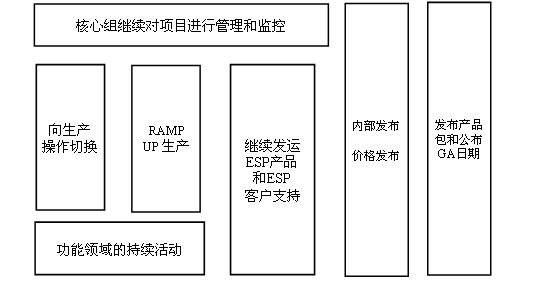 核心组继续对项目进行管理和监控
向生产
操作切换
RAMP
UP 生产
继续发运
ESP产品
和ESP
客户支持
功能领域的持续活动
内部发布
价格发布
发布产品
包和公布
GA日期